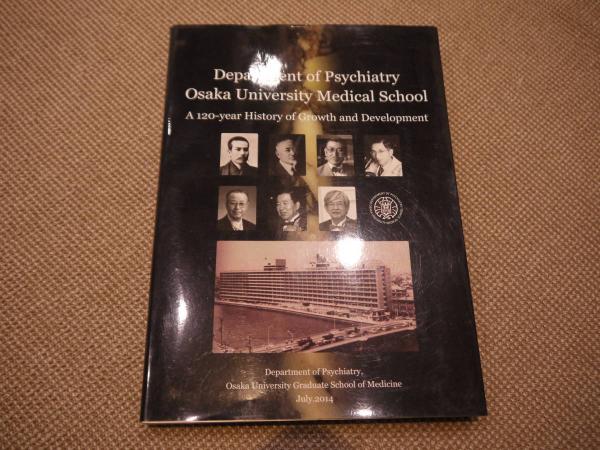 Department of Psychiatry
Osaka University Medical School
A 120-year History of Growth and Development
Department of Psychiatry,
Osaka University Graduate School of Medicine
July.2014